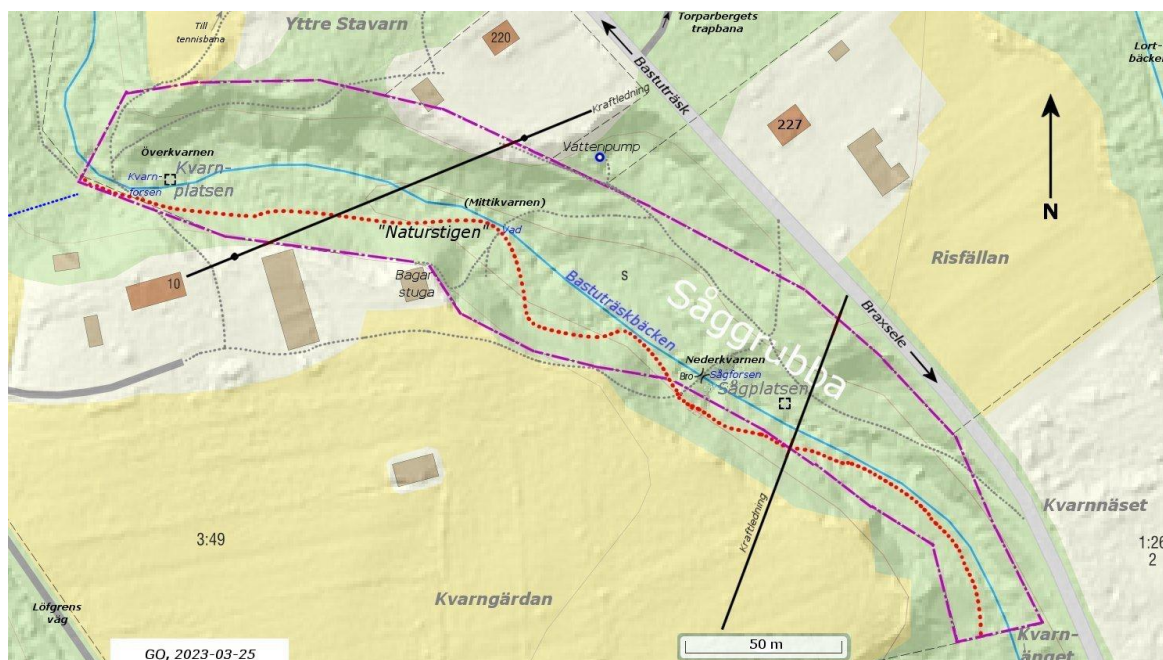 Yttre Stavarn
Till
tennisbana
220
Torparbergets
trapbana
Lort-
bäcken
Bastuträsk
Kraftledning
227
Vattenpump
Överkvarnen
Kvarn-
forsen
Kvarn-
platsen
(Mittikvarnen)
"Naturstigen"
Vad
N
Risfällan
10
Bagar
stuga
S
Bastuträskbäcken
Såggrubba
Braxsele
Nederkvarnen
Bro
Sågforsen
Sågplatsen
Kraftledning
Kvarnnäset
3:49
1:26
2
Kvarngärdan
Löfgrens
väg
Kvarn-
änget
50 m
GO, 2023-03-25